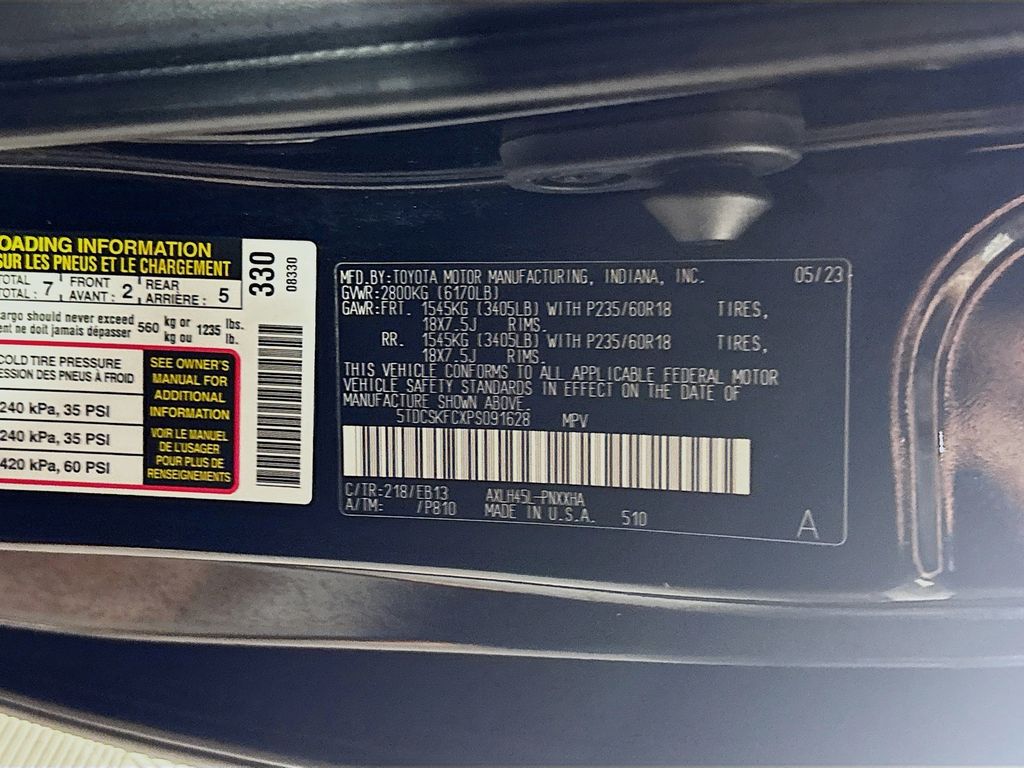 OADING INFORMATION
SUR LES PNEUS ET LE CHARGEMENT
TOTAL
TOTAL : 7
FRONT
AVANT : 2
REAR
ARRIÈRE : 5
cargo should never exceed 560 kg or 1235 lbs.
ent ne doit jamais dépasser kg ou lb.
COLD TIRE PRESSURE
ESSION DES PNEUS À FROID
240 kPa, 35 PSI
240 kPa, 35 PSI
420 kPa, 60 PSI
SEE OWNER'S
MANUAL FOR
ADDITIONAL
INFORMATION
VOIR LE MANUEL
DE L'USAGER
POUR PLUS DE
RENSEIGNEMENTS
330
08330
MFD.BY:TOYOTA MOTOR MANUFACTURING, INDIANA, INC. 05/23
GVWR:2800KG (6170LB)
GAWR:FRT. 1545KG (3405LB) WITH P235/60R18 TIRES,
18X7.5J RIMS.
RR. 1545KG (3405LB) WITH P235/60R18 TIRES,
18X7.5J RIMS.
THIS VEHICLE CONFORMS TO ALL APPLICABLE FEDERAL MOTOR
VEHICLE SAFETY STANDARDS IN EFFECT ON THE DATE OF
MANUFACTURE SHOWN ABOVE
5TDCSKFCXPS091628 MPV
C/TR:218/EB13 AXLH45L-PNXXHA
A/TM: /P810 MADE IN U.S.A. 510
A